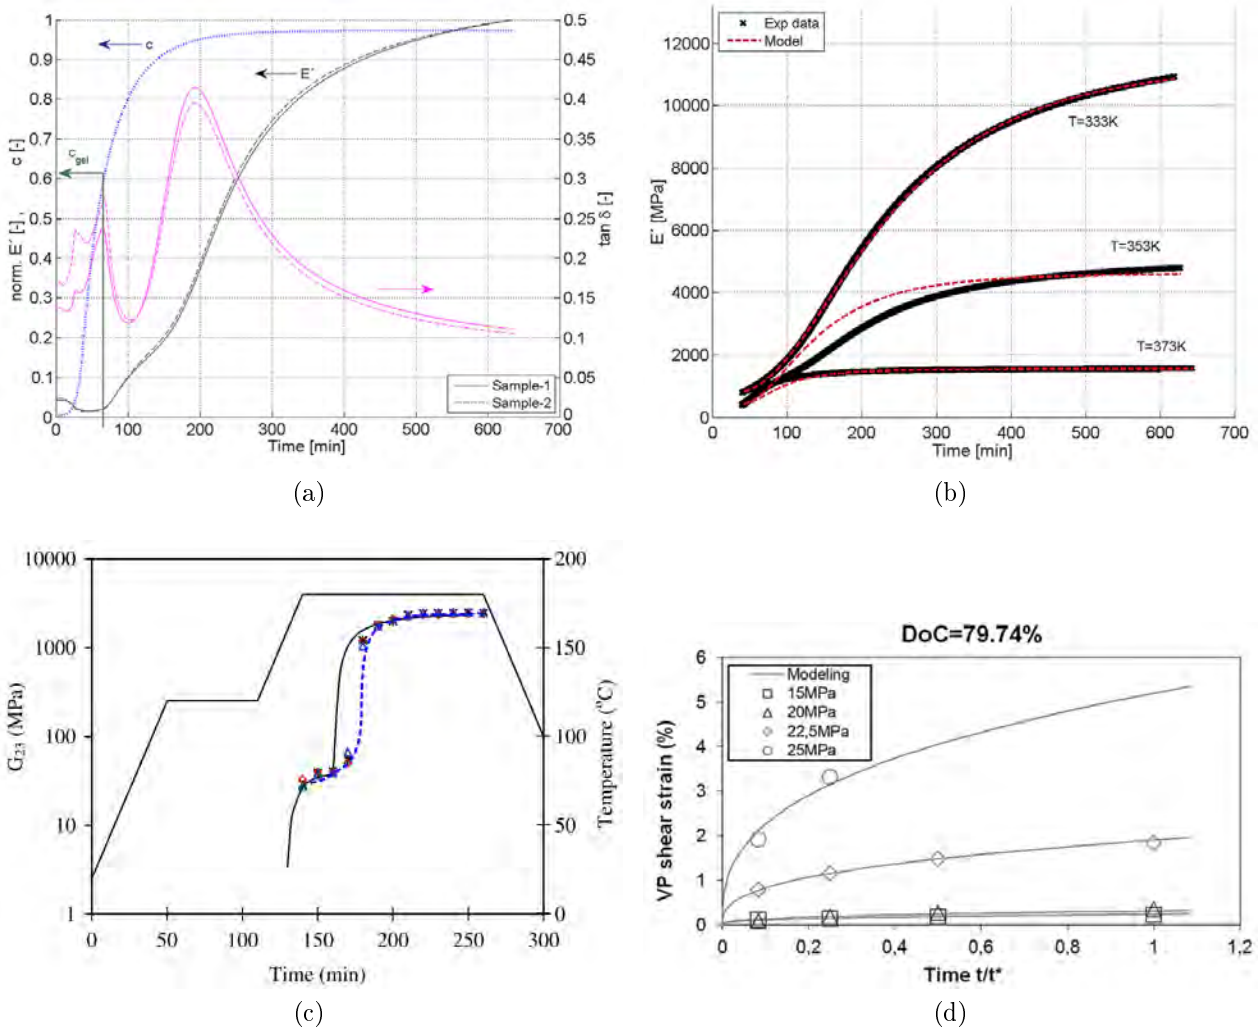 1
0.9
0.8
0.7
0.6
0.5
0.4
0.3
0.2
0.1
0
norm. E´ [-], c [-]
0.5
0.45
0.4
0.35
0.3
0.25
0.2
0.15
0.1
0.05
0
tan δ [-]
c
E´
c_gel
Sample-1
Sample-2
0 100 200 300 400 500 600 700
Time [min]
(a)
Exp data
Model
12000
10000
8000
6000
4000
2000
0
E´ [MPa]
T=333K
T=353K
T=373K
0 100 200 300 400 500 600 700
Time [min]
(b)
10000
1000
100
10
1
G23 (MPa)
200
150
100
50
0
Temperature (°C)
0 50 100 150 200 250 300
Time (min)
(c)
DoC=79.74%
6
5
4
3
2
1
0
VP shear strain (%)
Modeling
15MPa
20MPa
22,5MPa
25MPa
0 0,2 0,4 0,6 0,8 1 1,2
Time t/t*
(d)